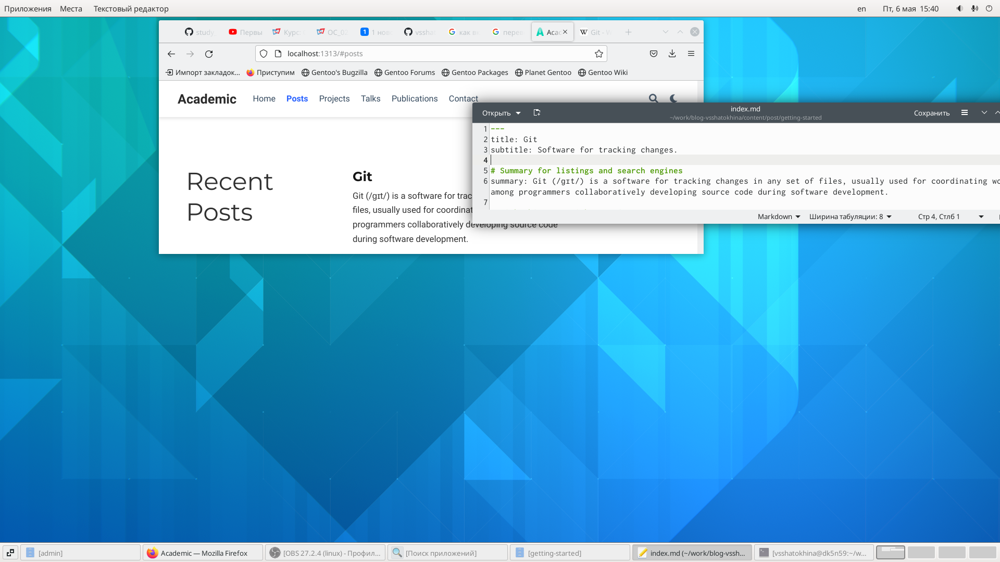 Приложения Места Текстовый редактор en Пт, 6 мая 15:40
study Первы Курс: ОС_02 1 1 нов vsshat как ве перев Acac Git - W
localhost:1313/#posts
Импорт закладок... Приступим Gentoo's Bugzilla Gentoo Forums Gentoo Packages Planet Gentoo Gentoo Wiki
Academic Home Posts Projects Talks Publications Contact
Recent
Posts
Git
Git (/gɪt/) is a software for trac
files, usually used for coordinat
programmers collaboratively developing source code
during software development.
Открыть index.md Сохранить
~/work/blog-vsshatokhina/content/post/getting-started
1 ---
2 title: Git
3 subtitle: Software for tracking changes.
4
5 # Summary for listings and search engines
6 summary: Git (/gɪt/) is a software for tracking changes in any set of files, usually used for coordinating wo
among programmers collaboratively developing source code during software development.
7
Markdown Ширина табуляции: 8 Стр 4, Стлб 1
[admin] Academic — Mozilla Firefox [OBS 27.2.4 (linux) - Профил... [Поиск приложений] [getting-started] index.md (~/work/blog-vssh... [vsshatokhina@dk5n59:~/w...